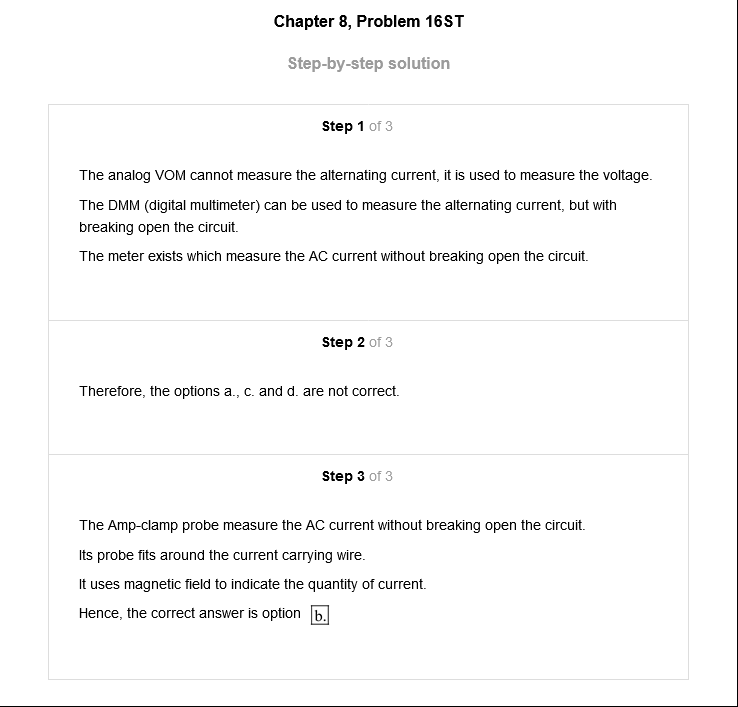 Chapter 8, Problem 16ST
Step-by-step solution
Step 1 of 3
The analog VOM cannot measure the alternating current, it is used to measure the voltage.
The DMM (digital multimeter) can be used to measure the alternating current, but with
breaking open the circuit.
The meter exists which measure the AC current without breaking open the circuit.
Step 2 of 3
Therefore, the options a., c. and d. are not correct.
Step 3 of 3
The Amp-clamp probe measure the AC current without breaking open the circuit.
Its probe fits around the current carrying wire.
It uses magnetic field to indicate the quantity of current.
Hence, the correct answer is option b.